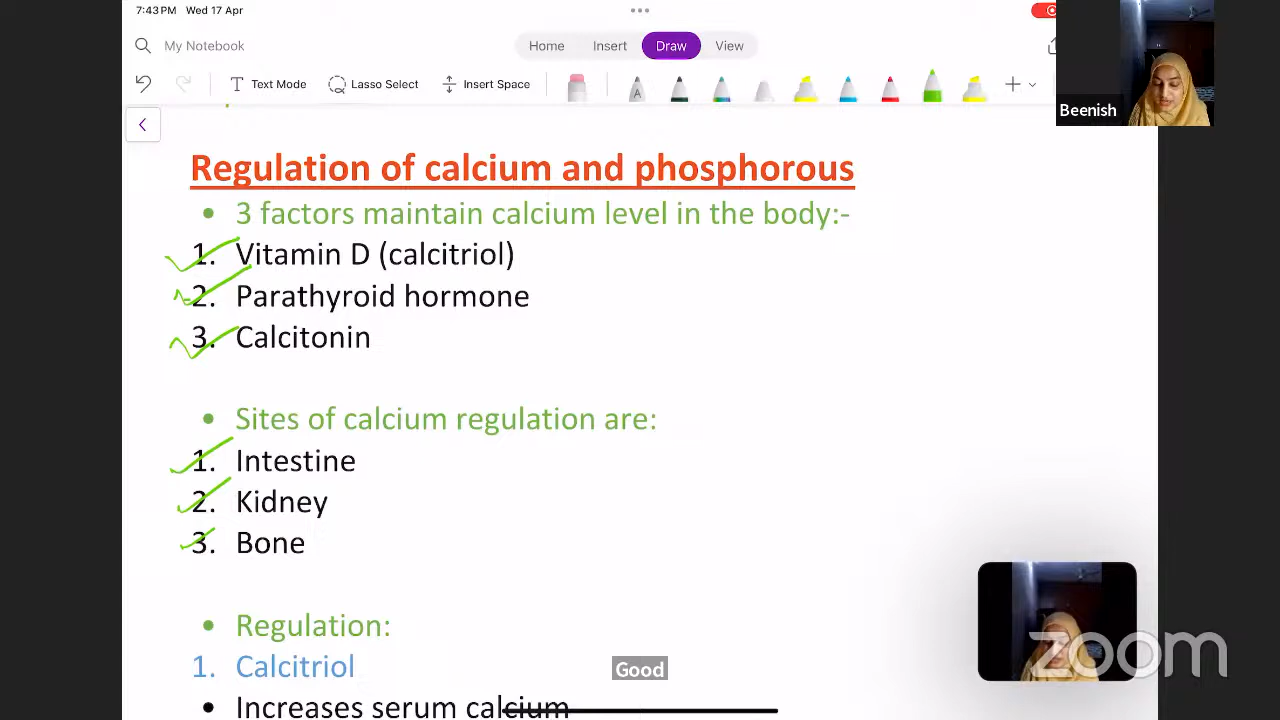 7:43 PM Wed 17 Apr
My Notebook
Home Insert Draw View
Text Mode Lasso Select Insert Space
A
Beenish
Regulation of calcium and phosphorous
• 3 factors maintain calcium level in the body:-
1. Vitamin D (calcitriol)
2. Parathyroid hormone
3. Calcitonin
• Sites of calcium regulation are:
1. Intestine
2. Kidney
3. Bone
• Regulation:
1. Calcitriol
Good
• Increases serum calcium
zoom